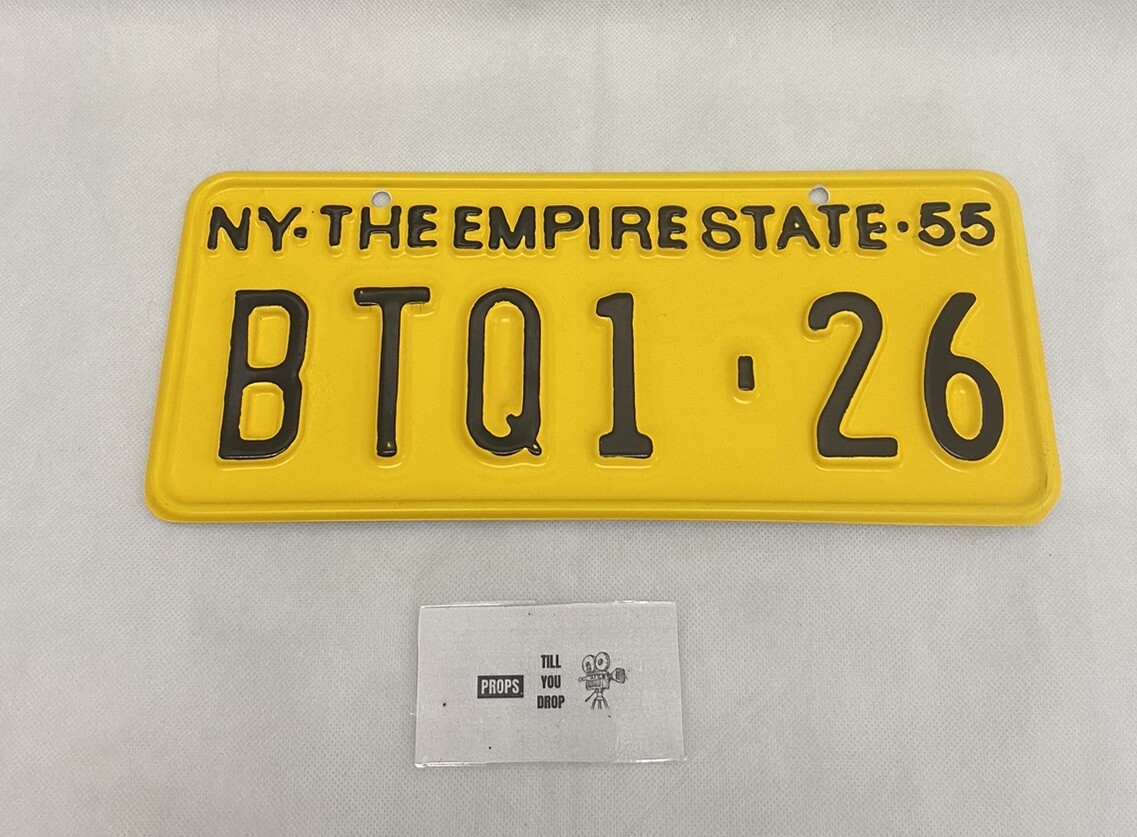 NY·THE EMPIRE STATE·55
BTQ1·26
PROPS
TILL
YOU
DROP